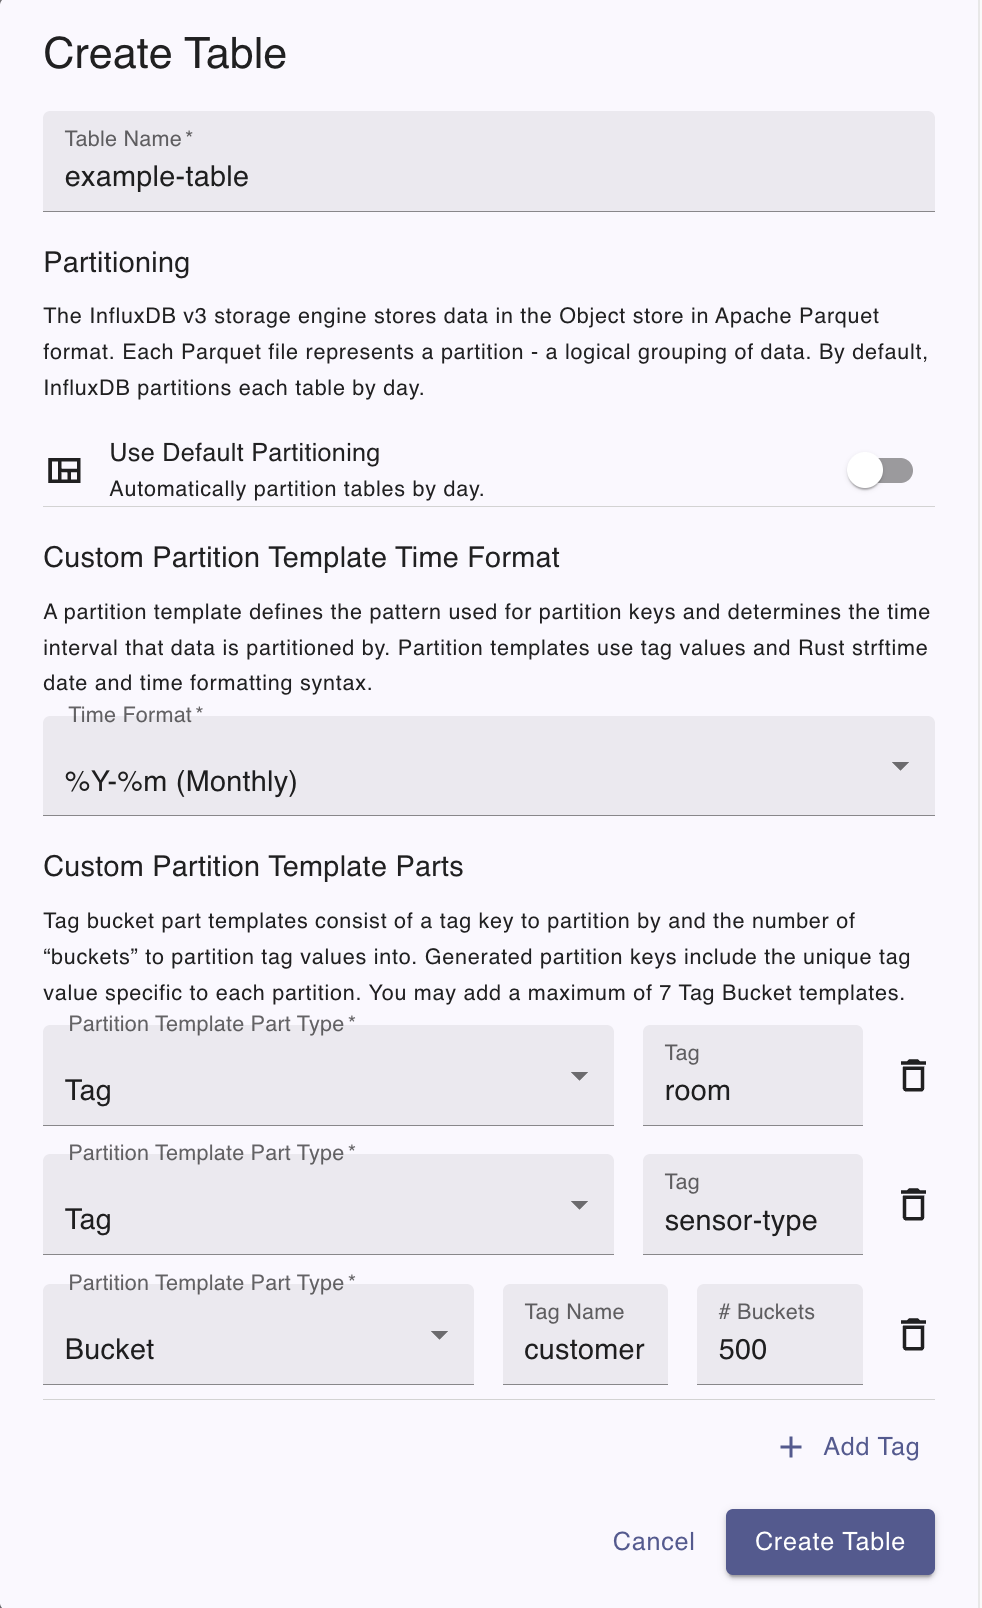 Create Table
Table Name*
example-table
Partitioning
The InfluxDB v3 storage engine stores data in the Object store in Apache Parquet
format. Each Parquet file represents a partition - a logical grouping of data. By default,
InfluxDB partitions each table by day.
Use Default Partitioning
Automatically partition tables by day.
Custom Partition Template Time Format
A partition template defines the pattern used for partition keys and determines the time
interval that data is partitioned by. Partition templates use tag values and Rust strftime
date and time formatting syntax.
Time Format*
%Y-%m (Monthly)
Custom Partition Template Parts
Tag bucket part templates consist of a tag key to partition by and the number of
“buckets” to partition tag values into. Generated partition keys include the unique tag
value specific to each partition. You may add a maximum of 7 Tag Bucket templates.
Partition Template Part Type*
Tag
Tag
room
Partition Template Part Type*
Tag
Tag
sensor-type
Partition Template Part Type*
Bucket
Tag Name
customer
# Buckets
500
+ Add Tag
Cancel
Create Table